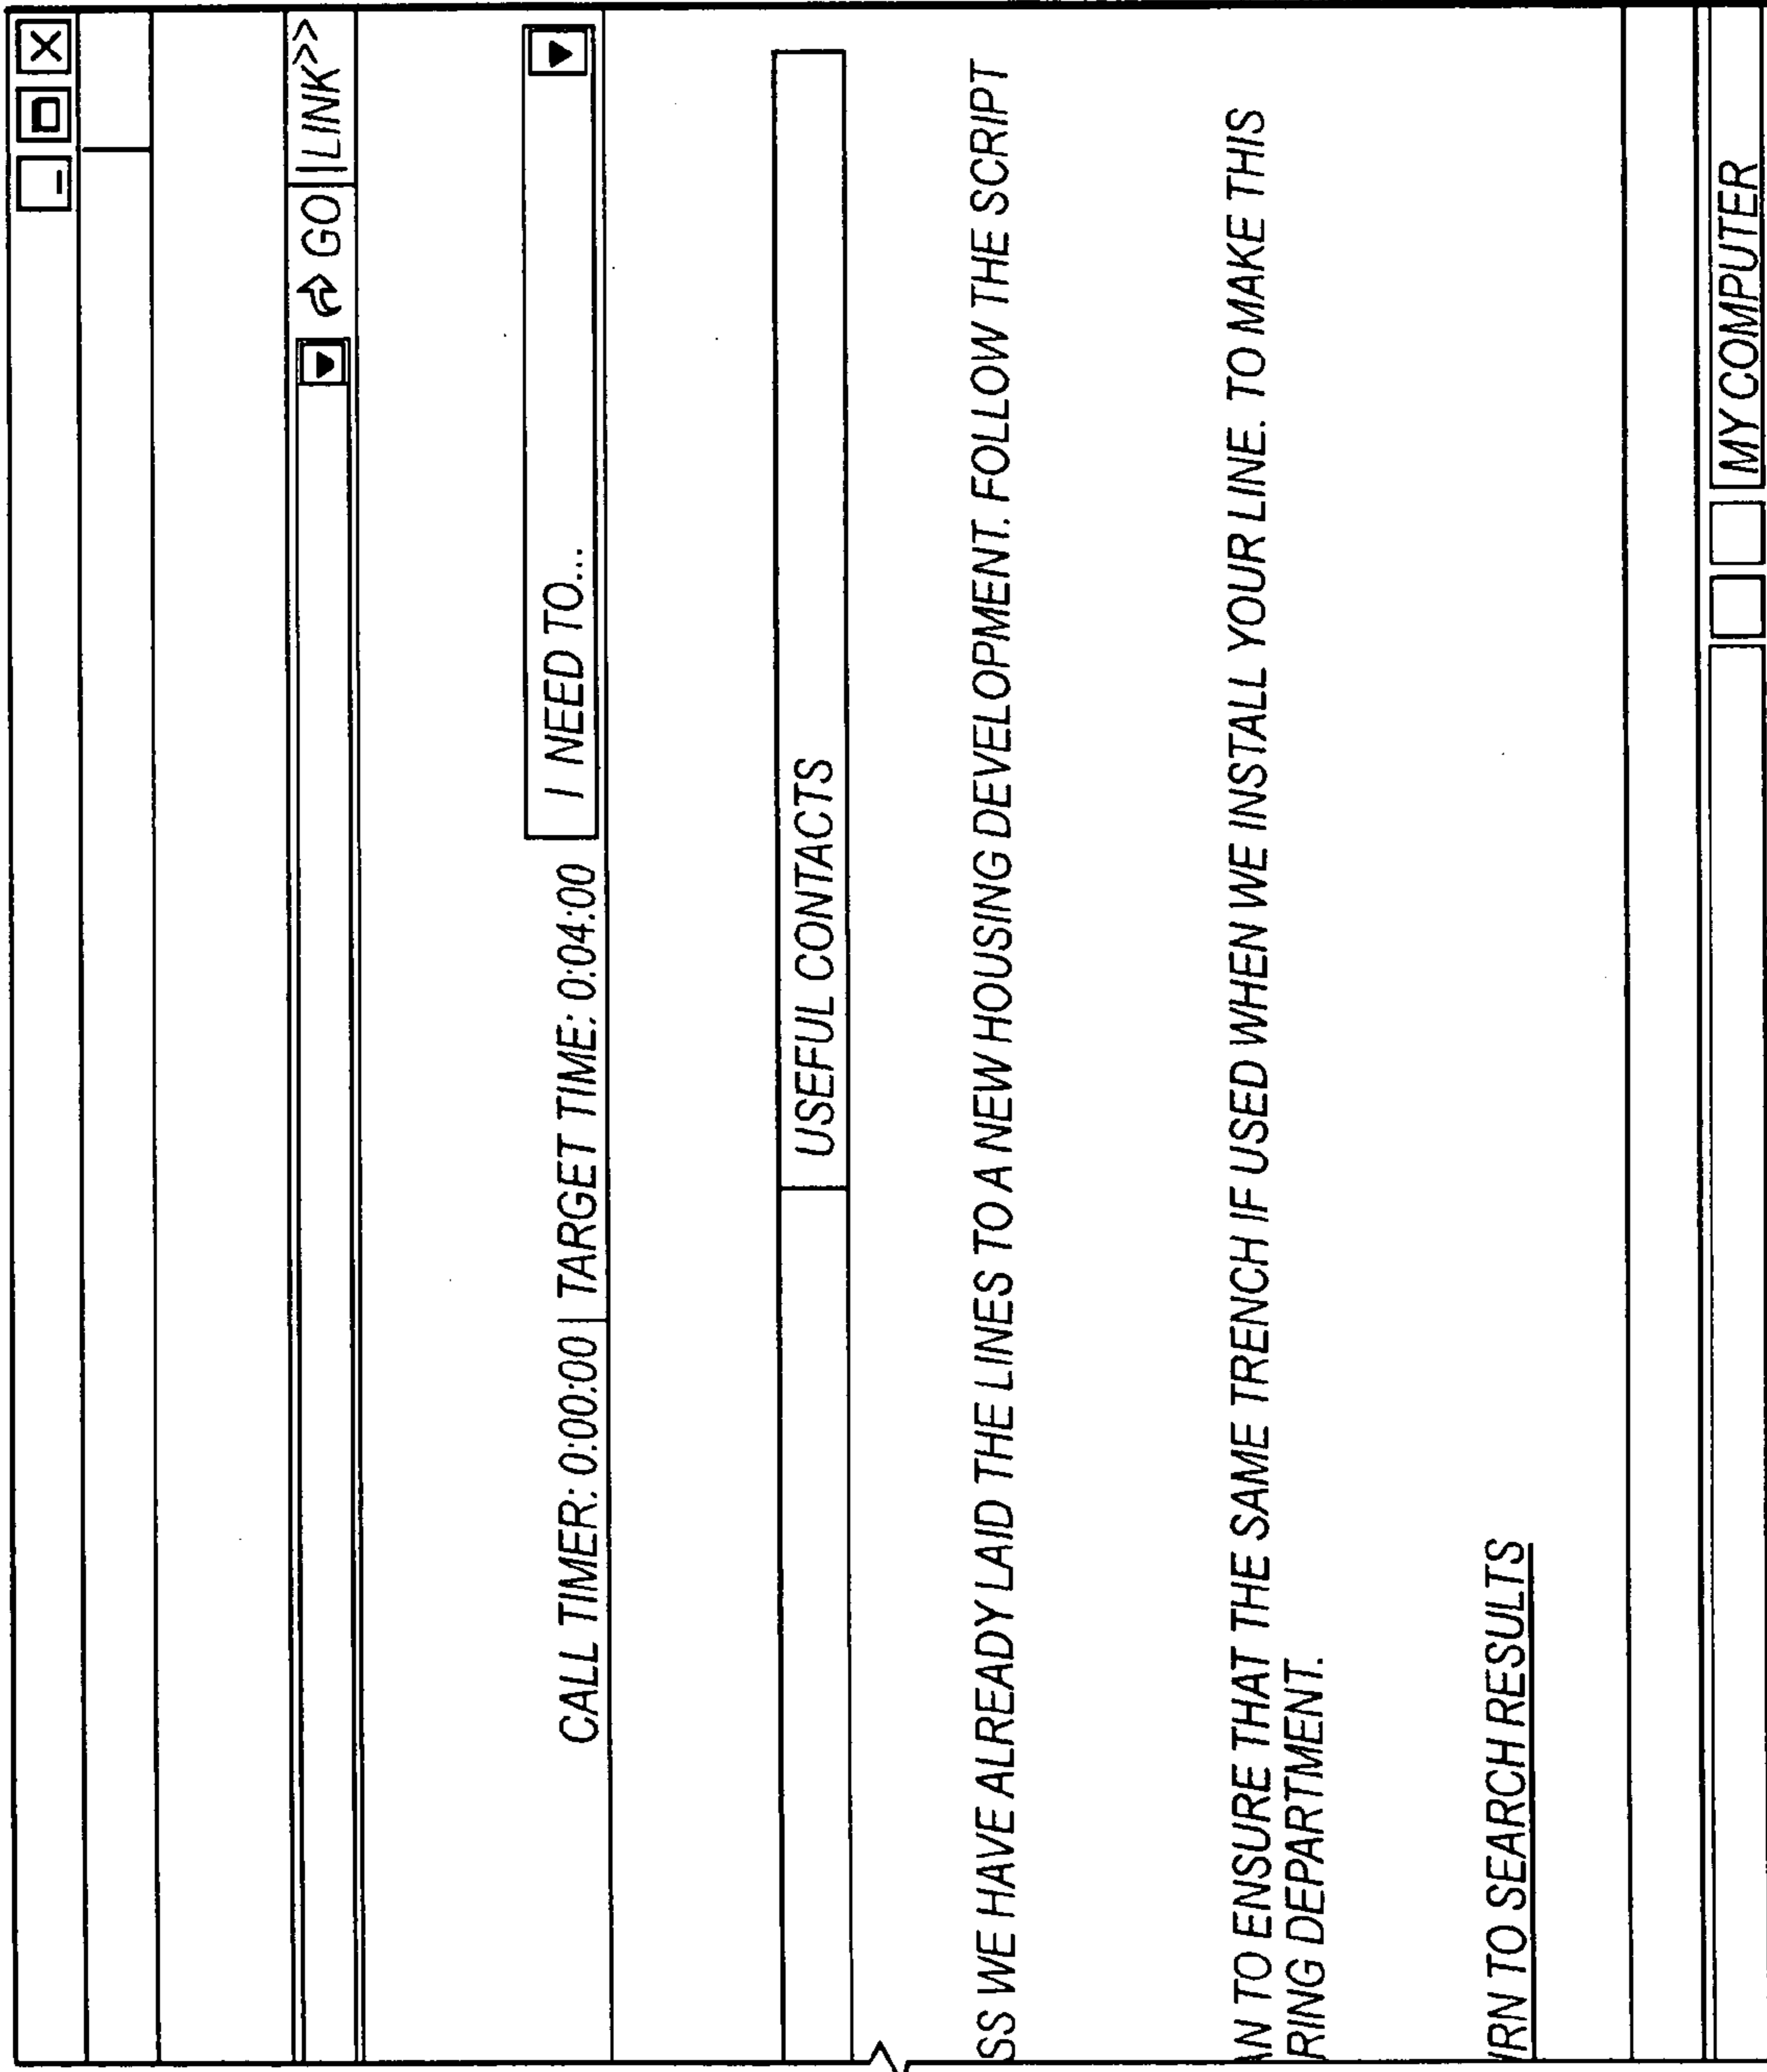 GO LINK>>
CALL TIMER: 0:00:00 TARGET TIME: 0:04:00 I NEED TO...
USEFUL CONTACTS
SS WE HAVE ALREADY LAID THE LINES TO A NEW HOUSING DEVELOPMENT. FOLLOW THE SCRIPT
AN TO ENSURE THAT THE SAME TRENCH IF USED WHEN WE INSTALL YOUR LINE. TO MAKE THIS
RING DEPARTMENT.
RN TO SEARCH RESULTS
MY COMPUTER